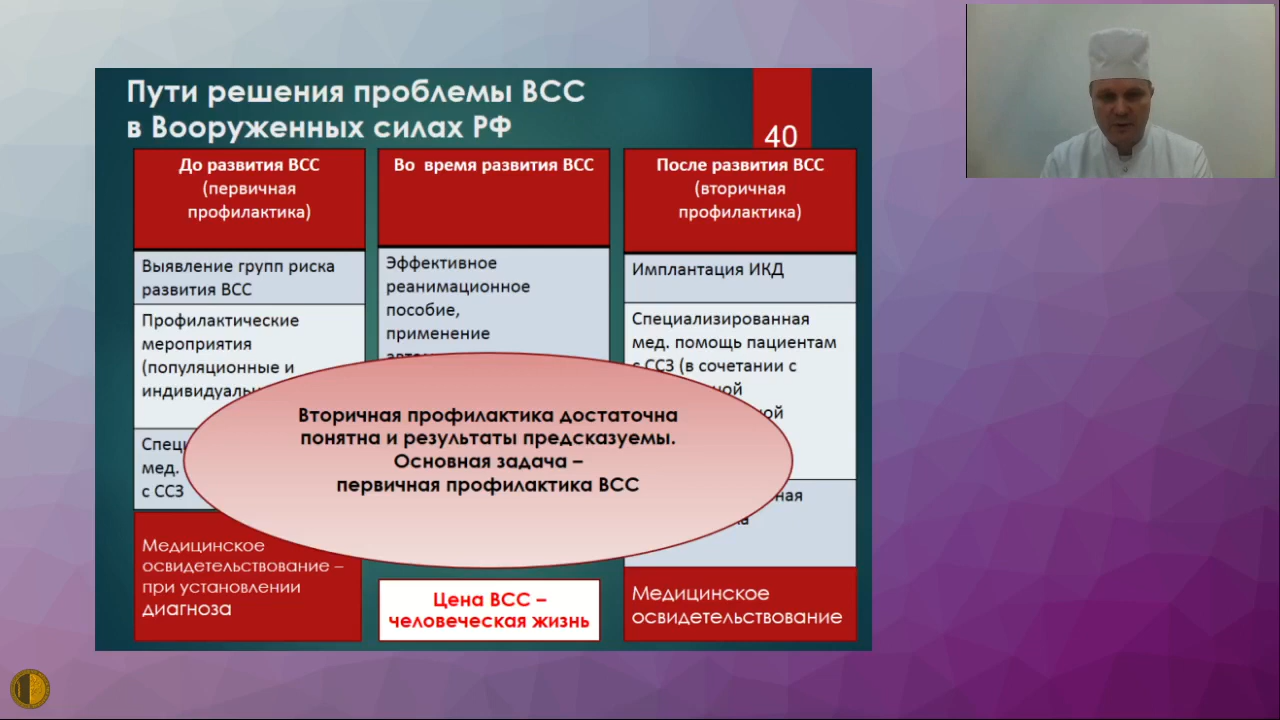 Пути решения проблемы ВСС
в Вооруженных силах РФ
40
До развития ВСС
(первичная
профилактика)
Выявление групп риска
развития ВСС
Профилактические
мероприятия
(популяционные и
мед.
с ССЗ
Медицинское
освидетельствование –
при установлении
диагноза
Во время развития ВСС
Эффективное
реанимационное
пособие,
применение
После развития ВСС
(вторичная
профилактика)
Имплантация ИКД
Специализированная
мед. помощь пациентам
с ССЗ (в сочетании с
Медицинское
освидетельствование
Вторичная профилактика достаточна
понятна и результаты предсказуемы.
Основная задача –
первичная профилактика ВСС
Цена ВСС –
человеческая жизнь